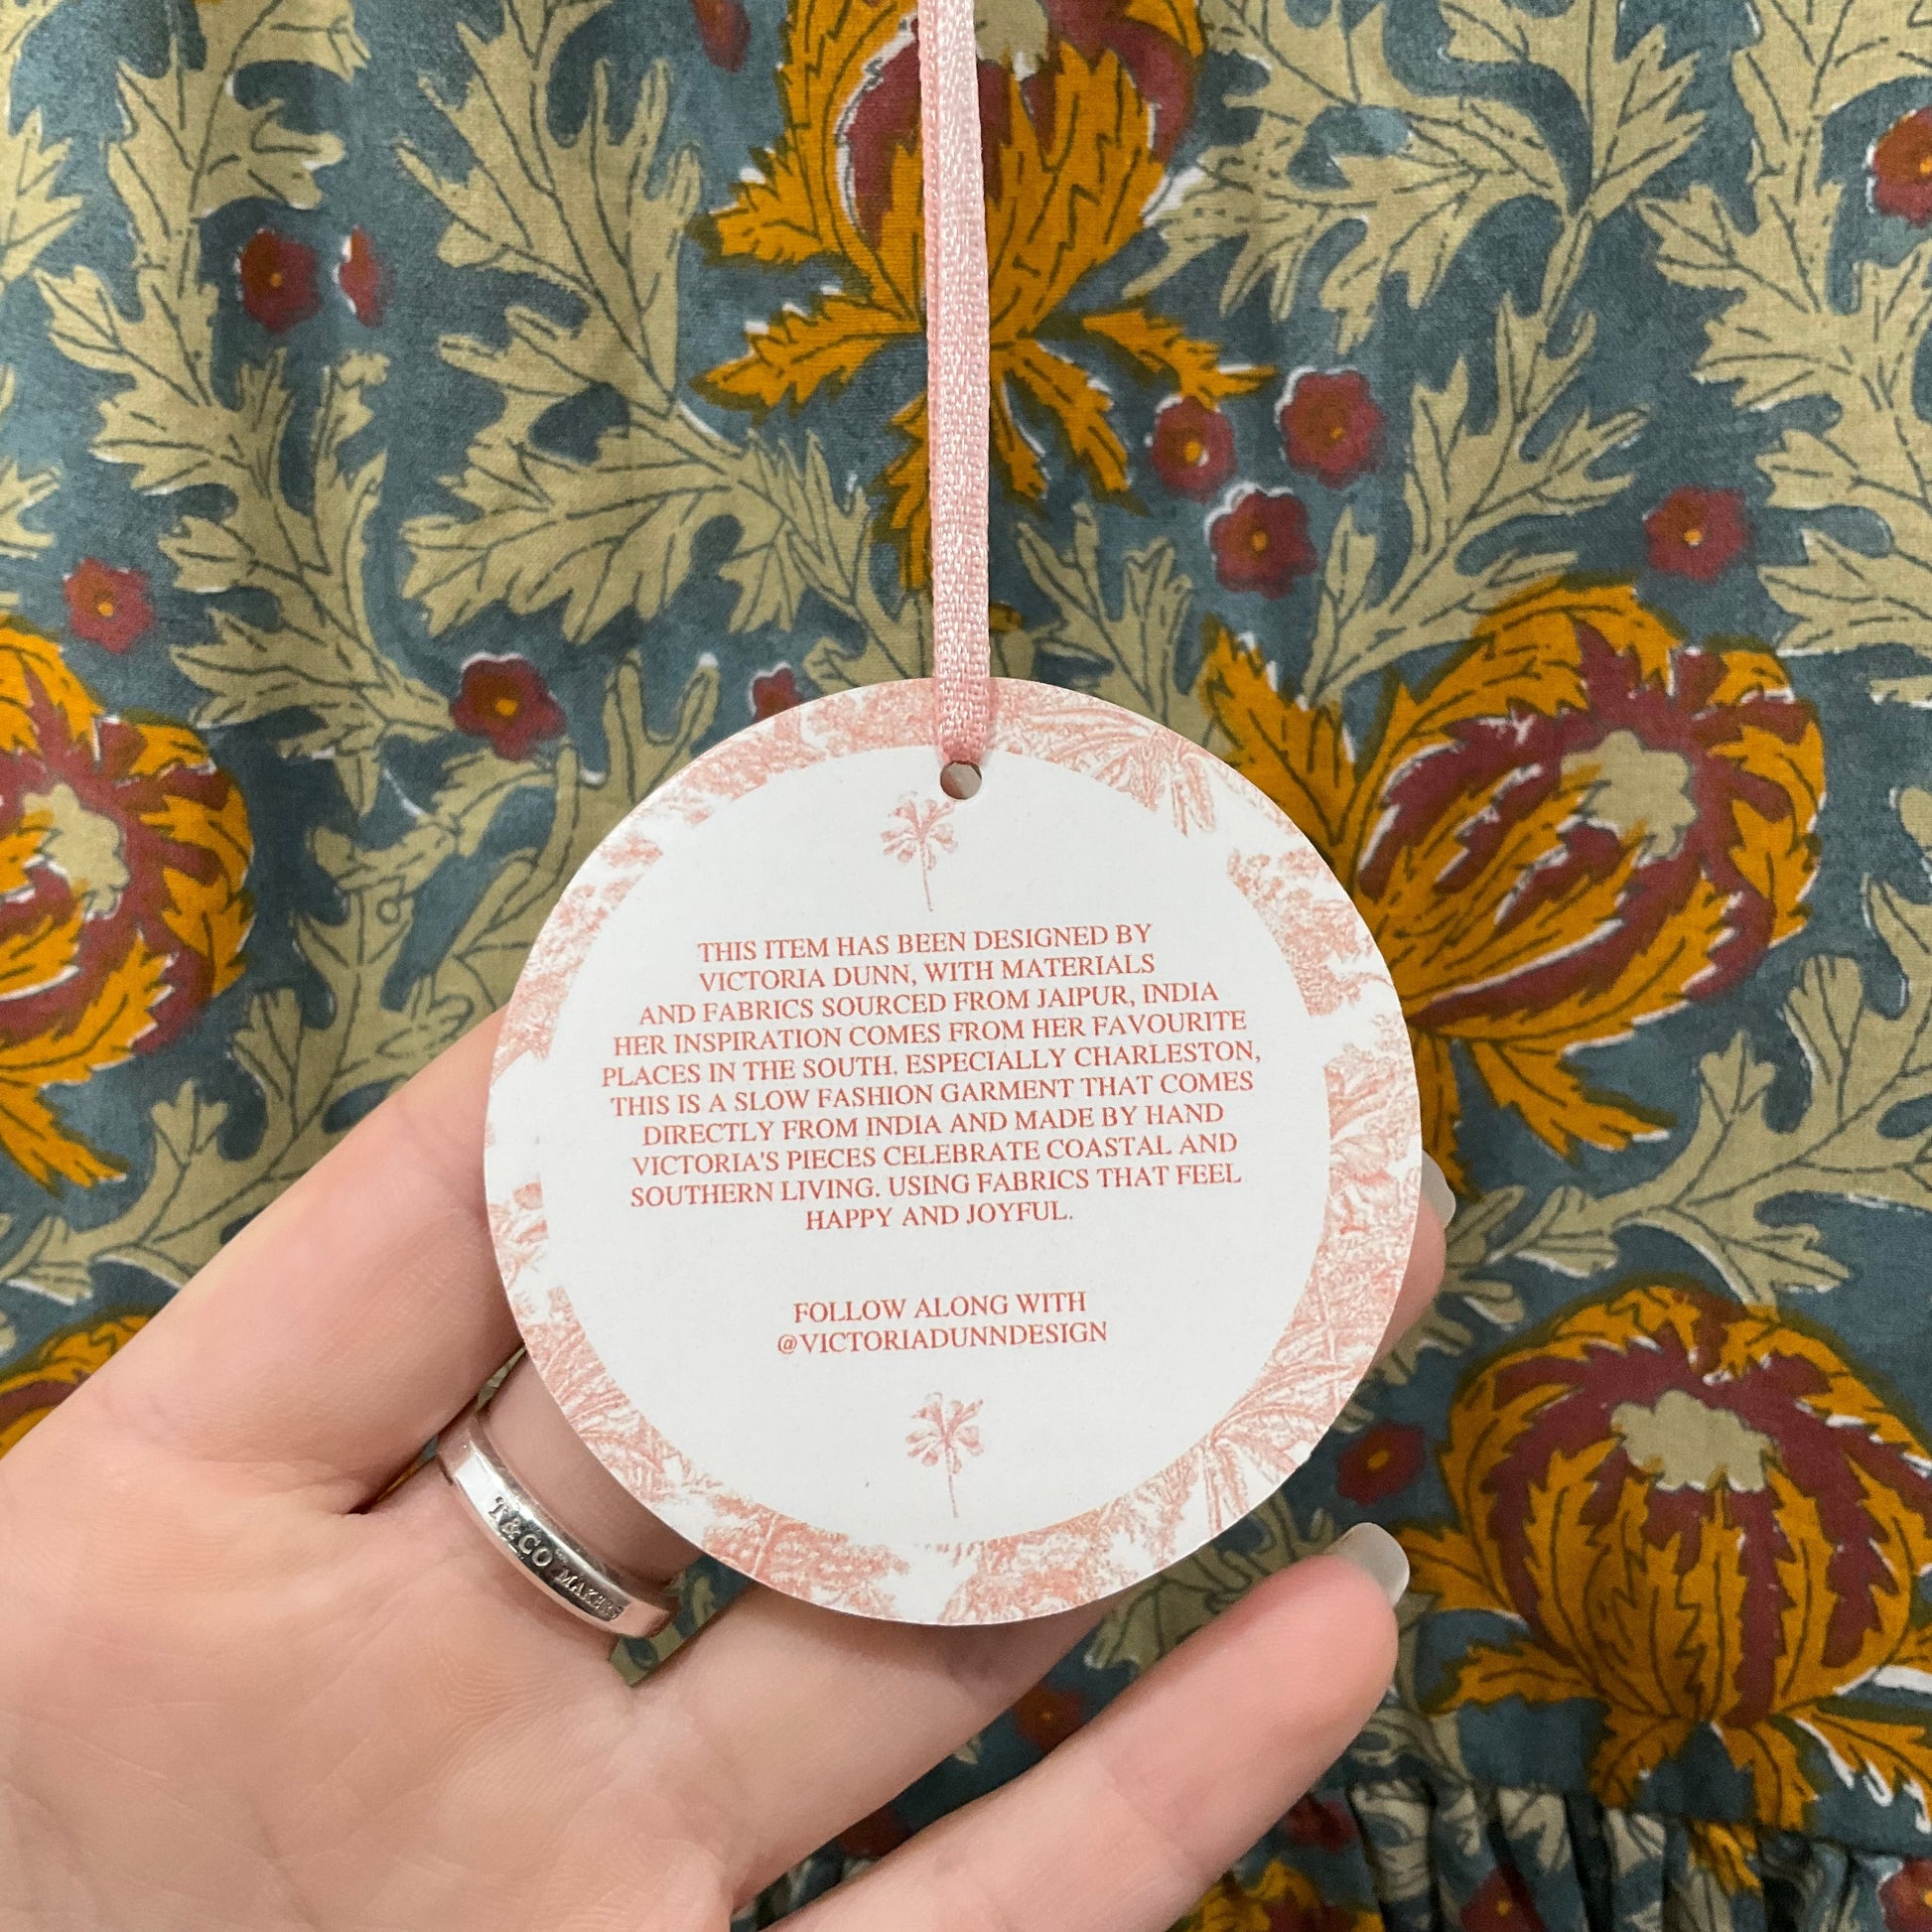 THIS ITEM HAS BEEN DESIGNED BY
VICTORIA DUNN, WITH MATERIALS
AND FABRICS SOURCED FROM JAIPUR, INDIA
HER INSPIRATION COMES FROM HER FAVOURITE
PLACES IN THE SOUTH, ESPECIALLY CHARLESTON,
THIS IS A SLOW FASHION GARMENT THAT COMES
DIRECTLY FROM INDIA AND MADE BY HAND
VICTORIA'S PIECES CELEBRATE COASTAL AND
SOUTHERN LIVING. USING FABRICS THAT FEEL
HAPPY AND JOYFUL.
FOLLOW ALONG WITH
@VICTORIADUNNDESIGN
T&CO MAKERS